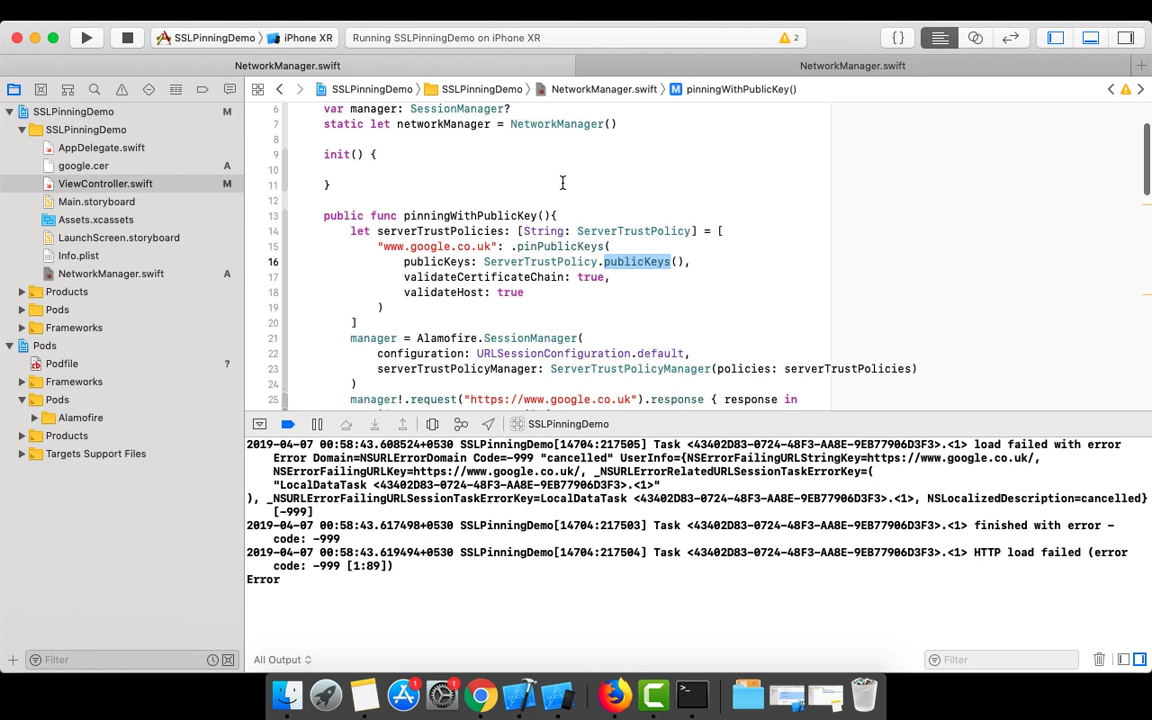 SSLPinningDemo
iPhone XR
Running SSLPinningDemo on iPhone XR
2
{ }
NetworkManager.swift
NetworkManager.swift
SSLPinningDemo
SSLPinningDemo
NetworkManager.swift
M
pinningWithPublicKey()
SSLPinningDemo M
SSLPinningDemo
AppDelegate.swift
google.cer A
ViewController.swift M
Main.storyboard
Assets.xcassets
LaunchScreen.storyboard
Info.plist
NetworkManager.swift A
Products
Pods
Frameworks
Pods
Podfile ?
Frameworks
Pods
Alamofire
Products
Targets Support Files
Filter
6 var manager: SessionManager?
7 static let networkManager = NetworkManager()
8
9 init() {
10
11 }
12
13 public func pinningWithPublicKey(){
14 let serverTrustPolicies: [String: ServerTrustPolicy] = [
15 "www.google.co.uk": .pinPublicKeys(
16 publicKeys: ServerTrustPolicy.publicKeys(),
17 validateCertificateChain: true,
18 validateHost: true
19 )
20 ]
21 manager = Alamofire.SessionManager(
22 configuration: URLSessionConfiguration.default,
23 serverTrustPolicyManager: ServerTrustPolicyManager(policies: serverTrustPolicies)
24 )
25 manager!.request("https://www.google.co.uk").response { response in
SSLPinningDemo
2019-04-07 00:58:43.608524+0530 SSLPinningDemo[14704:217505] Task <43402D83-0724-48F3-AA8E-9EB77906D3F3>.<1> load failed with error
Error Domain=NSURLErrorDomain Code=-999 "cancelled" UserInfo={NSErrorFailingURLStringKey=https://www.google.co.uk/,
NSErrorFailingURLKey=https://www.google.co.uk/, _NSURLErrorRelatedURLSessionTaskErrorKey=(
"LocalDataTask <43402D83-0724-48F3-AA8E-9EB77906D3F3>.<1>"
), _NSURLErrorFailingURLSessionTaskErrorKey=LocalDataTask <43402D83-0724-48F3-AA8E-9EB77906D3F3>.<1>, NSLocalizedDescription=cancelled}
[-999]
2019-04-07 00:58:43.617498+0530 SSLPinningDemo[14704:217503] Task <43402D83-0724-48F3-AA8E-9EB77906D3F3>.<1> finished with error -
code: -999
2019-04-07 00:58:43.619494+0530 SSLPinningDemo[14704:217504] Task <43402D83-0724-48F3-AA8E-9EB77906D3F3>.<1> HTTP load failed (error
code: -999 [1:89])
Error
All Output
Filter
1
1